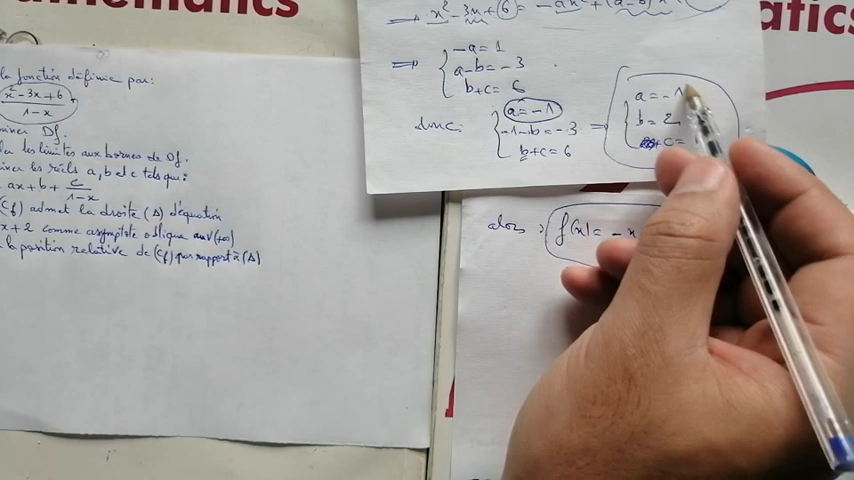 mathematics
la fonction définie par:
x² - 3x + 6
1 - x
Df.
les limites aux bornes de Df.
les réels a, b et c tels que:
ax + b + c
1 - x
(Cf) admet la droite (Δ) d'équation
x + 2 comme asymptote oblique au V(+∞)
la position relative de (Cf) par rapport à (Δ)
⟹ x² - 3x + 6 = -ax² + (a-b)x
⟹ { -a = 1
a - b = -3
b + c = 6
donc { a = -1
-1 - b = -3 ⟹
b + c = 6
{ a = -1
b = 2
c =
alors : f(x) = -x